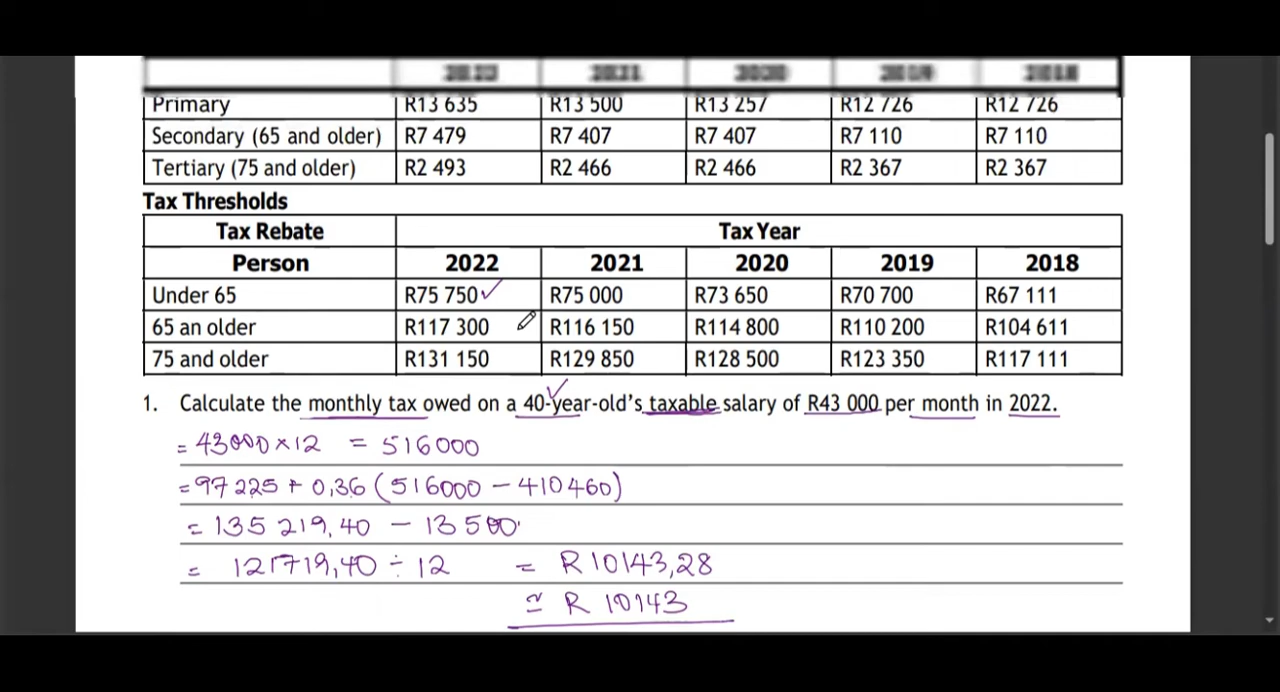 2022 2021 2020 2019 2018
Primary R13 635 R13 500 R13 257 R12 726 R12 726
Secondary (65 and older) R7 479 R7 407 R7 407 R7 110 R7 110
Tertiary (75 and older) R2 493 R2 466 R2 466 R2 367 R2 367
Tax Thresholds
Tax Rebate Tax Year
Person 2022 2021 2020 2019 2018
Under 65 R75 750✓ R75 000 R73 650 R70 700 R67 111
65 an older R117 300 R116 150 R114 800 R110 200 R104 611
75 and older R131 150 R129 850 R128 500 R123 350 R117 111
1. Calculate the monthly tax owed on a 40-year-old's taxable salary of R43 000 per month in 2022.
= 43000 × 12 = 516000
= 97 225 + 0,36 (516000 - 410460)
= 135 219,40 - 13 500
= 121719,40 ÷ 12 = R10143,28
≃ R 10143